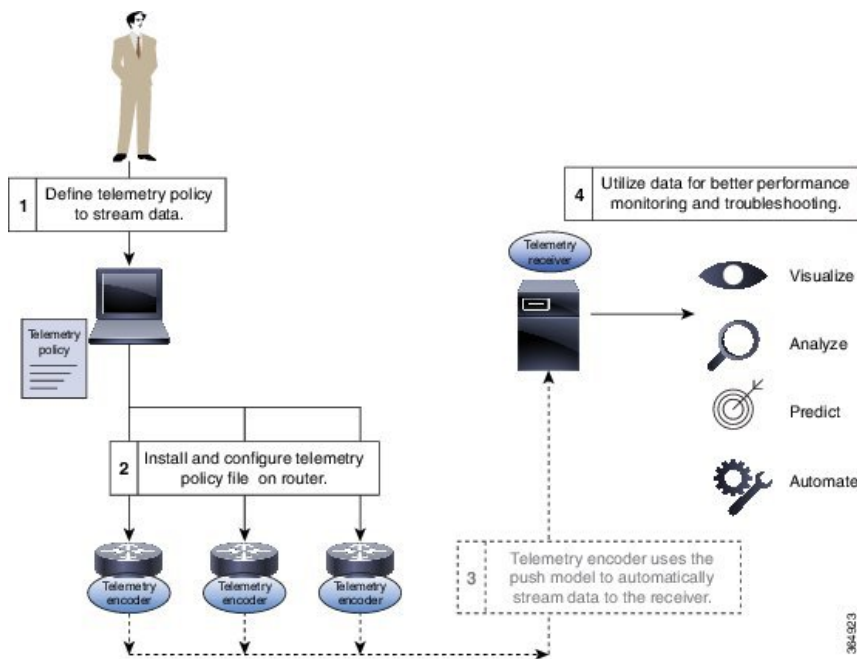 1
Define telemetry policy
to stream data.
Telemetry
policy
2
Install and configure telemetry
policy file on router.
Telemetry
encoder
Telemetry
encoder
Telemetry
encoder
3
Telemetry encoder uses the
push model to automatically
stream data to the receiver.
4
Utilize data for better performance
monitoring and troubleshooting.
Telemetry
receiver
Visualize
Analyze
Predict
Automate
364923